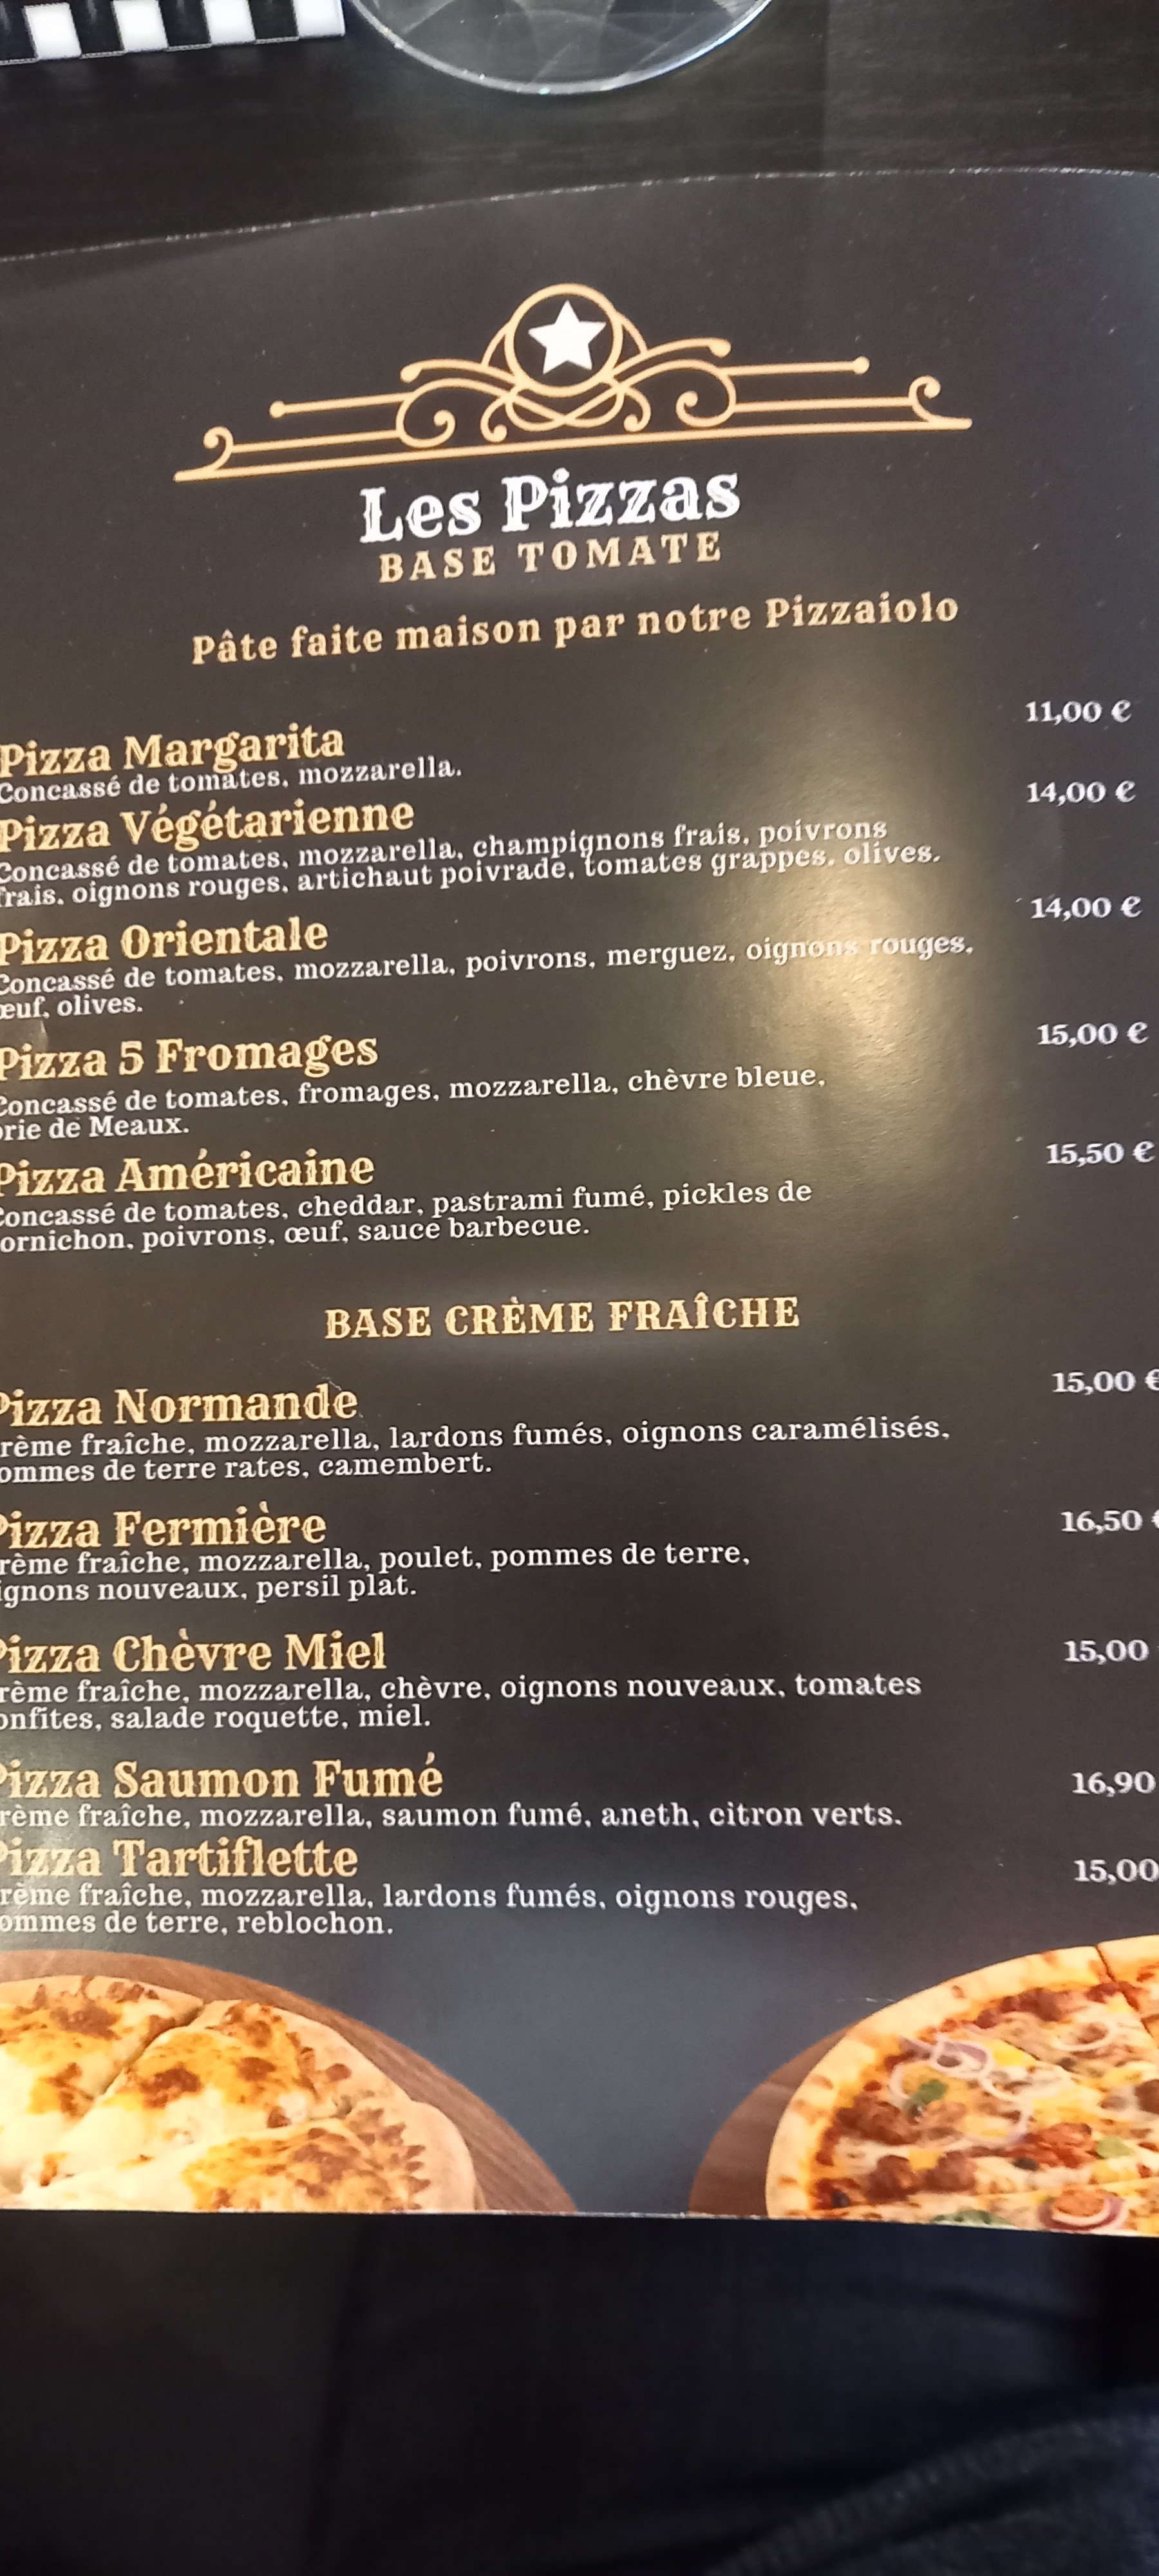 Les Pizzas
BASE TOMATE
Pâte faite maison par notre Pizzaiolo
Pizza Margarita 11,00 €
Concassé de tomates, mozzarella.
Pizza Végétarienne 14,00 €
Concassé de tomates, mozzarella, champignons frais, poivrons
frais, oignons rouges, artichaut poivrade, tomates grappes, olives.
Pizza Orientale 14,00 €
Concassé de tomates, mozzarella, poivrons, merguez, oignons rouges,
œuf, olives.
Pizza 5 Fromages 15,00 €
Concassé de tomates, fromages, mozzarella, chèvre bleue,
brie de Meaux.
Pizza Américaine 15,50 €
Concassé de tomates, cheddar, pastrami fumé, pickles de
ornichon, poivrons, œuf, sauce barbecue.
BASE CRÈME FRAÎCHE
Pizza Normande 15,00 €
rème fraîche, mozzarella, lardons fumés, oignons caramélisés,
ommes de terre rates, camembert.
Pizza Fermière 16,50 €
rème fraîche, mozzarella, poulet, pommes de terre,
ignons nouveaux, persil plat.
Pizza Chèvre Miel 15,00
rème fraîche, mozzarella, chèvre, oignons nouveaux, tomates
onfites, salade roquette, miel.
Pizza Saumon Fumé 16,90
rème fraîche, mozzarella, saumon fumé, aneth, citron verts.
Pizza Tartiflette 15,00
rème fraîche, mozzarella, lardons fumés, oignons rouges,
ommes de terre, reblochon.